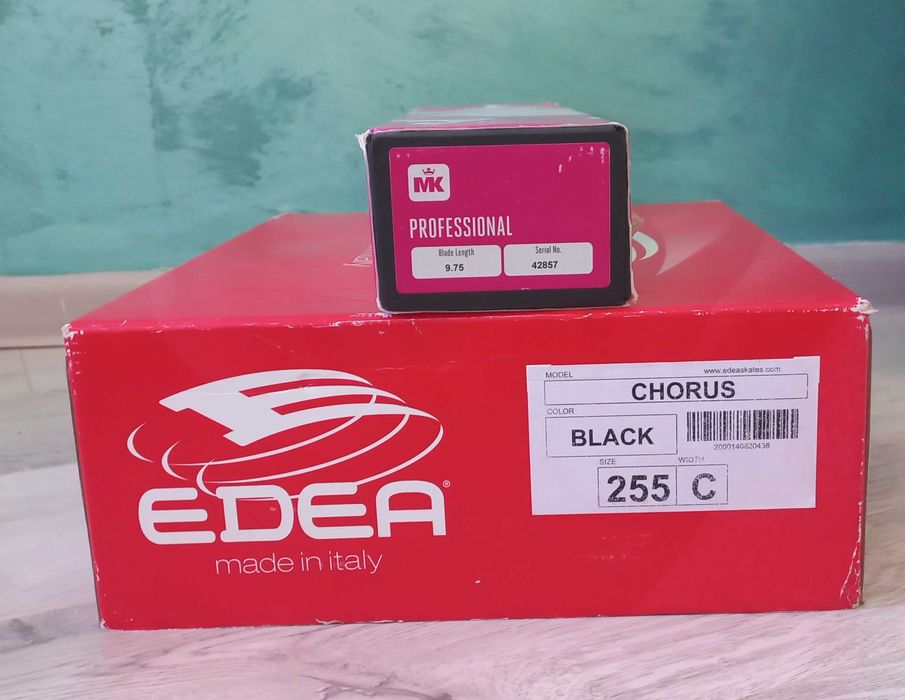 MK
PROFESSIONAL
Blade Length
9.75
Serial No.
42857
EDEA®
made in italy
MODEL
www.edeaskates.com
CHORUS
COLOR
BLACK
2000140820438
SIZE
255
WIDTH
C